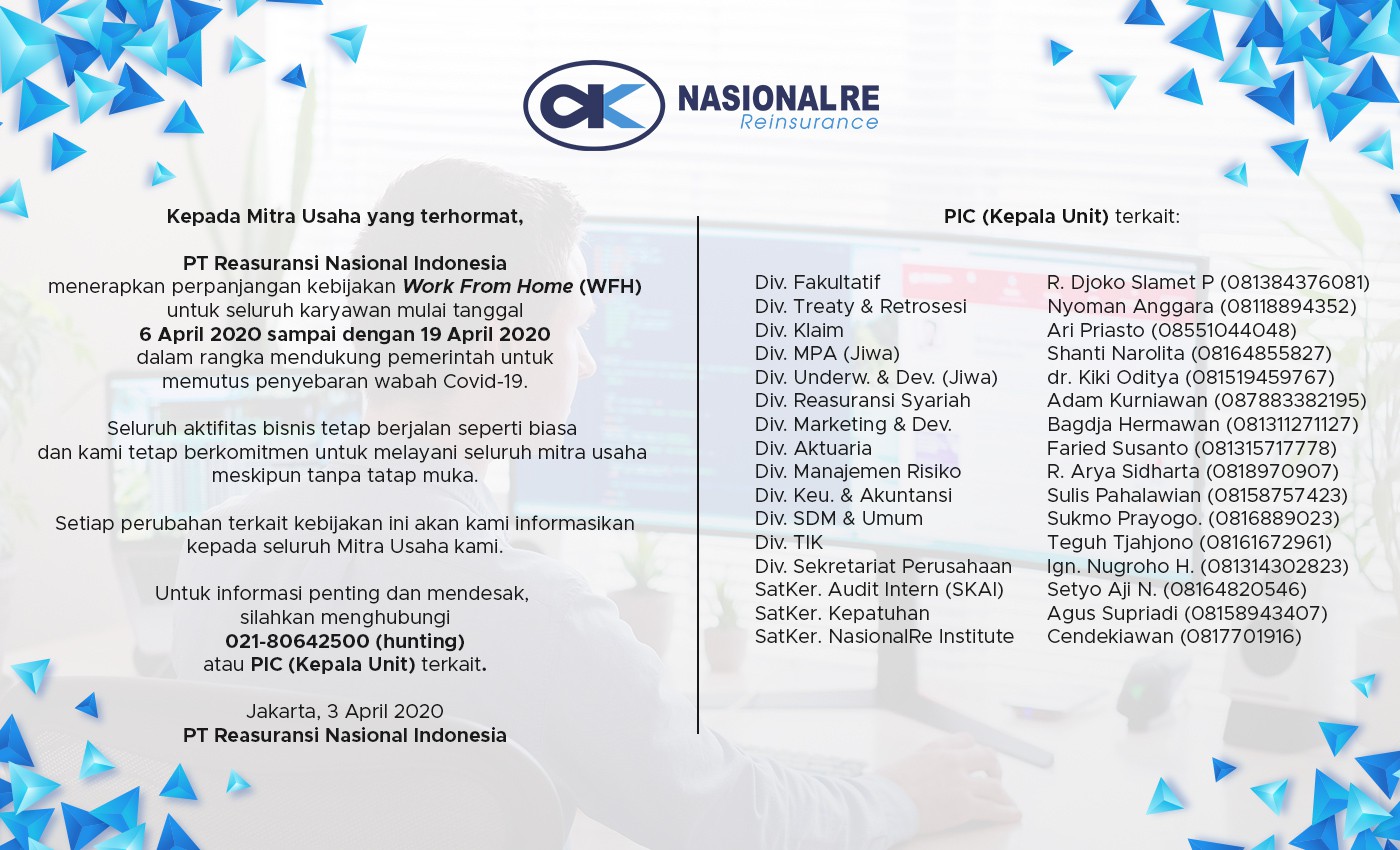 NASIONALRE
Reinsurance
Kepada Mitra Usaha yang terhormat,
PT Reasuransi Nasional Indonesia
menerapkan perpanjangan kebijakan Work From Home (WFH)
untuk seluruh karyawan mulai tanggal
6 April 2020 sampai dengan 19 April 2020
dalam rangka mendukung pemerintah untuk
memutus penyebaran wabah Covid-19.
Seluruh aktifitas bisnis tetap berjalan seperti biasa
dan kami tetap berkomitmen untuk melayani seluruh mitra usaha
meskipun tanpa tatap muka.
Setiap perubahan terkait kebijakan ini akan kami informasikan
kepada seluruh Mitra Usaha kami.
Untuk informasi penting dan mendesak,
silahkan menghubungi
021-80642500 (hunting)
atau PIC (Kepala Unit) terkait.
Jakarta, 3 April 2020
PT Reasuransi Nasional Indonesia
PIC (Kepala Unit) terkait:
Div. Fakultatif R. Djoko Slamet P (081384376081)
Div. Treaty & Retrosesi Nyoman Anggara (08118894352)
Div. Klaim Ari Priasto (08551044048)
Div. MPA (Jiwa) Shanti Narolita (08164855827)
Div. Underw. & Dev. (Jiwa) dr. Kiki Oditya (081519459767)
Div. Reasuransi Syariah Adam Kurniawan (087883382195)
Div. Marketing & Dev. Bagdja Hermawan (081311271127)
Div. Aktuaria Faried Susanto (081315717778)
Div. Manajemen Risiko R. Arya Sidharta (0818970907)
Div. Keu. & Akuntansi Sulis Pahalawian (08158757423)
Div. SDM & Umum Sukmo Prayogo. (0816889023)
Div. TIK Teguh Tjahjono (08161672961)
Div. Sekretariat Perusahaan Ign. Nugroho H. (081314302823)
SatKer. Audit Intern (SKAI) Setyo Aji N. (08164820546)
SatKer. Kepatuhan Agus Supriadi (08158943407)
SatKer. NasionalRe Institute Cendekiawan (0817701916)